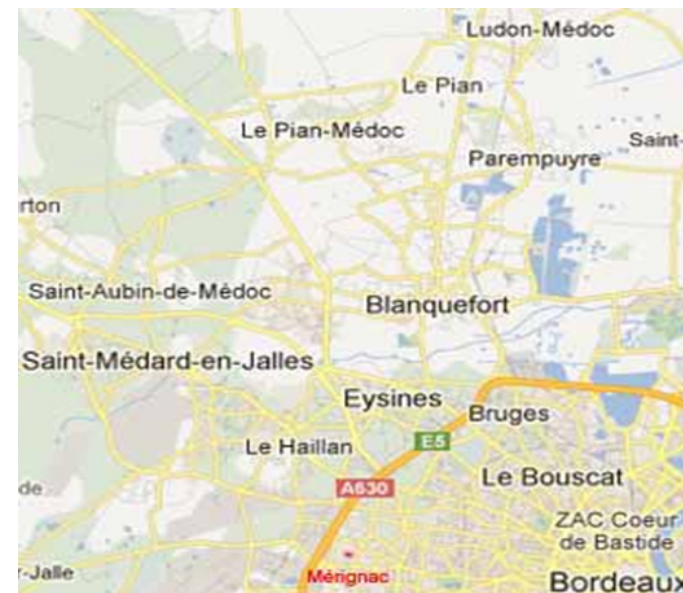 Ludon-Médoc
Le Pian
Le Pian-Médoc
Saint-
Parempuyre
rton
Saint-Aubin-de-Médoc
Blanquefort
Saint-Médard-en-Jalles
Eysines
Bruges
E5
Le Haillan
Le Bouscat
de
A630
ZAC Coeur
de Bastide
r-Jalle
Mérignac
Bordeaux